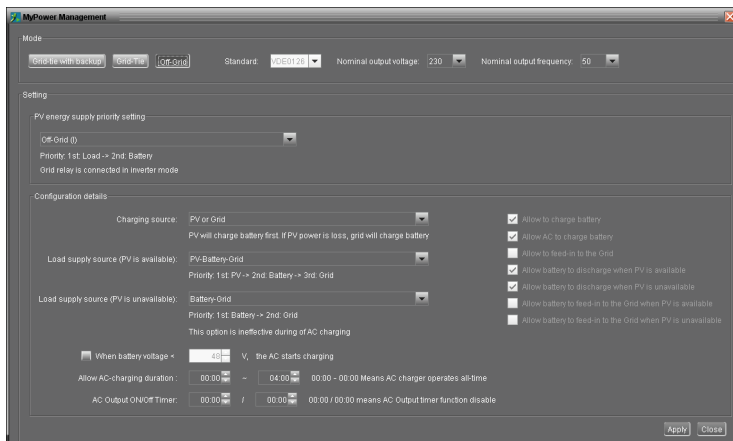 MyPower Management
Mode
Grid-tie with backup Grid-Tie Off-Grid Standard: VDE0126 Nominal output voltage: 230 Nominal output frequency: 50
Setting
PV energy supply priority setting
Off-Grid (I)
Priority: 1st: Load -> 2nd: Battery
Grid relay is connected in inverter mode
Configuration details
Charging source: PV or Grid
PV will charge battery first. If PV power is loss, grid will charge battery
Load supply source (PV is available): PV-Battery-Grid
Priority: 1st: PV -> 2nd: Battery -> 3rd: Grid
Load supply source (PV is unavailable): Battery-Grid
Priority: 1st: Battery -> 2nd: Grid
This option is ineffective during of AC charging
Allow to charge battery
Allow AC to charge battery
Allow to feed-in to the Grid
Allow battery to discharge when PV is available
Allow battery to discharge when PV is unavailable
Allow battery to feed-in to the Grid when PV is available
Allow battery to feed-in to the Grid when PV is unavailable
When battery voltage < 48 V, the AC starts charging
Allow AC-charging duration : 00:00 – 04:00 00:00 - 00:00 Means AC charger operates all-time
AC Output ON/Off Timer: 00:00 / 00:00 00:00 / 00:00 means AC Output timer function disable
Apply Close